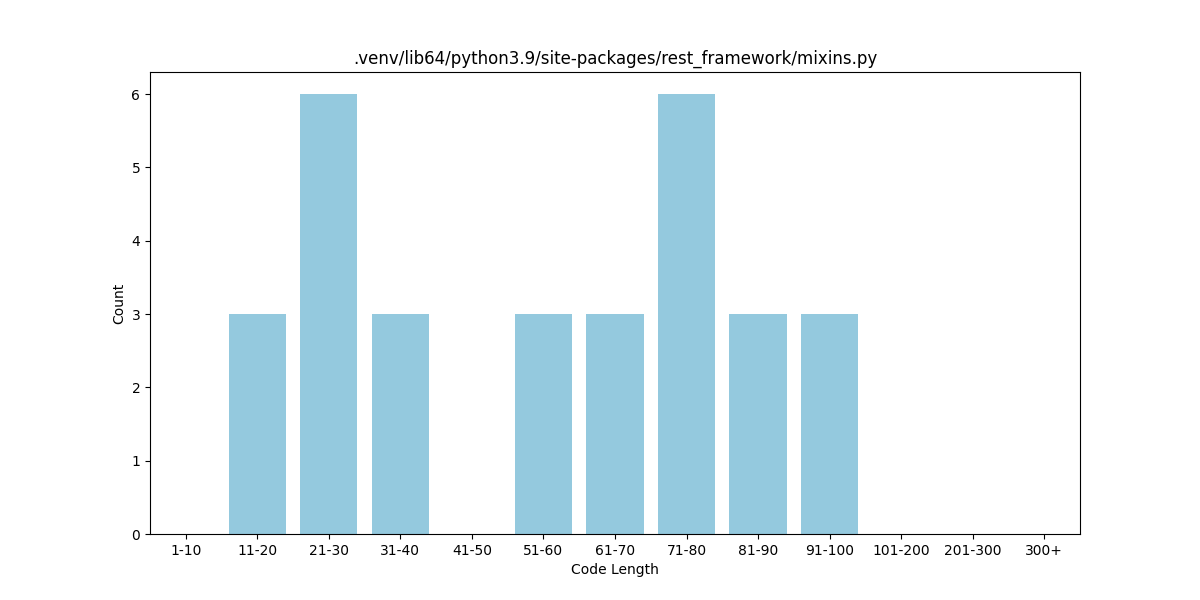 .venv/lib64/python3.9/site-packages/rest_framework/mixins.py
6
5
4
3
2
1
0
Count
1-10 11-20 21-30 31-40 41-50 51-60 61-70 71-80 81-90 91-100 101-200 201-300 300+
Code Length